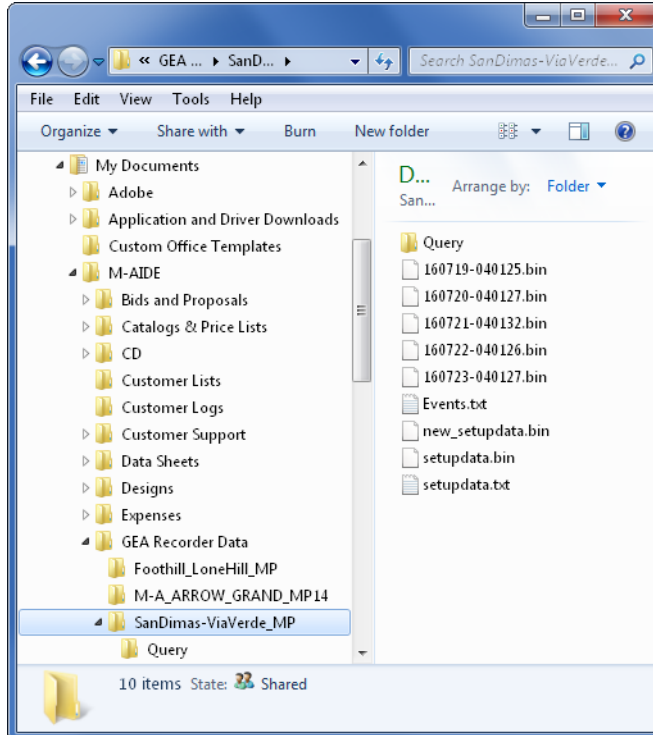 « GEA ... ▸ SanD... ▸
Search SanDimas-ViaVerde...
File Edit View Tools Help
Organize Share with Burn New folder
My Documents
Adobe
Application and Driver Downloads
Custom Office Templates
M-AIDE
Bids and Proposals
Catalogs & Price Lists
CD
Customer Lists
Customer Logs
Customer Support
Data Sheets
Designs
Expenses
GEA Recorder Data
Foothill_LoneHill_MP
M-A_ARROW_GRAND_MP14
SanDimas-ViaVerde_MP
Query
D...
San...
Arrange by: Folder
Query
160719-040125.bin
160720-040127.bin
160721-040132.bin
160722-040126.bin
160723-040127.bin
Events.txt
new_setupdata.bin
setupdata.bin
setupdata.txt
10 items State: Shared